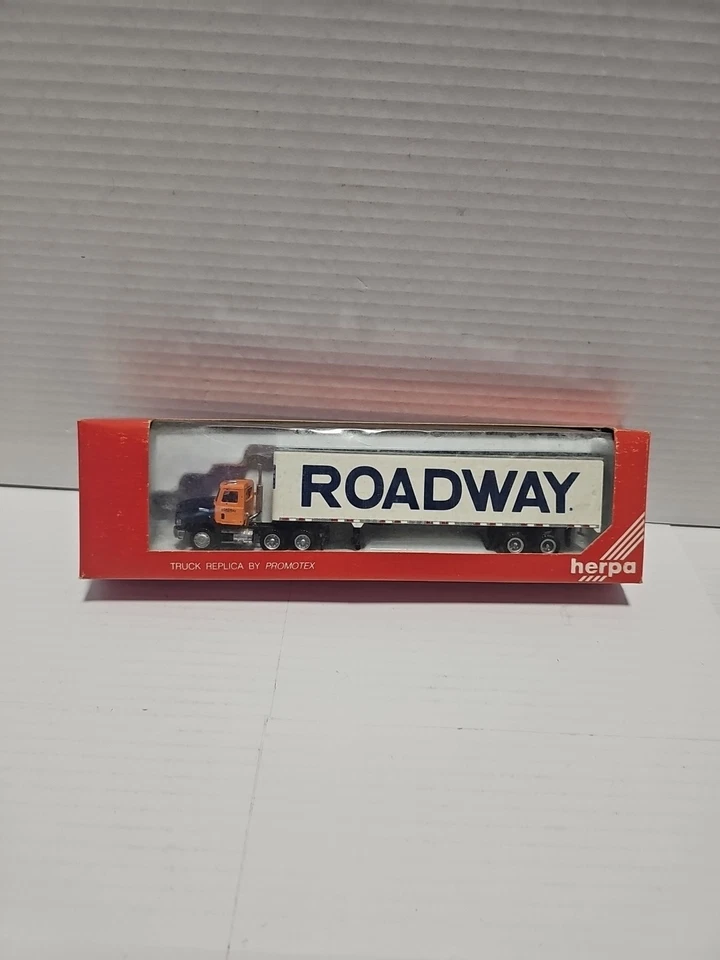 ROADWAY.
TRUCK REPLICA BY PROMOTEX
herpa